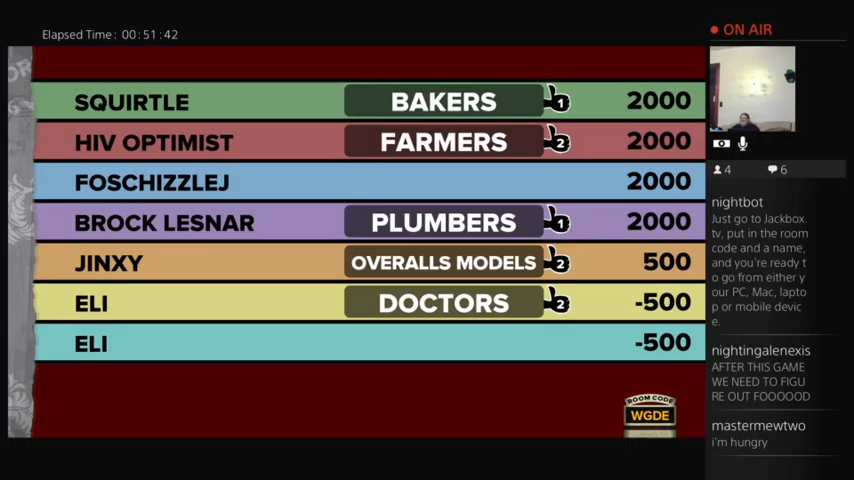 Elapsed Time: 00:51:42
ON AIR
SQUIRTLE BAKERS 1 2000
HIV OPTIMIST FARMERS 2 2000
FOSCHIZZLEJ 2000
BROCK LESNAR PLUMBERS 1 2000
JINXY OVERALLS MODELS 2 500
ELI DOCTORS 2 -500
ELI -500
ROOM CODE
WGDE
4 6
nightbot
Just go to Jackbox.
tv, put in the room
code and a name,
and you're ready t
o go from either y
our PC, Mac, lapto
p or mobile devic
e.
nightingalenexis
AFTER THIS GAME
WE NEED TO FIGU
RE OUT FOOOOOD
mastermewtwo
i'm hungry